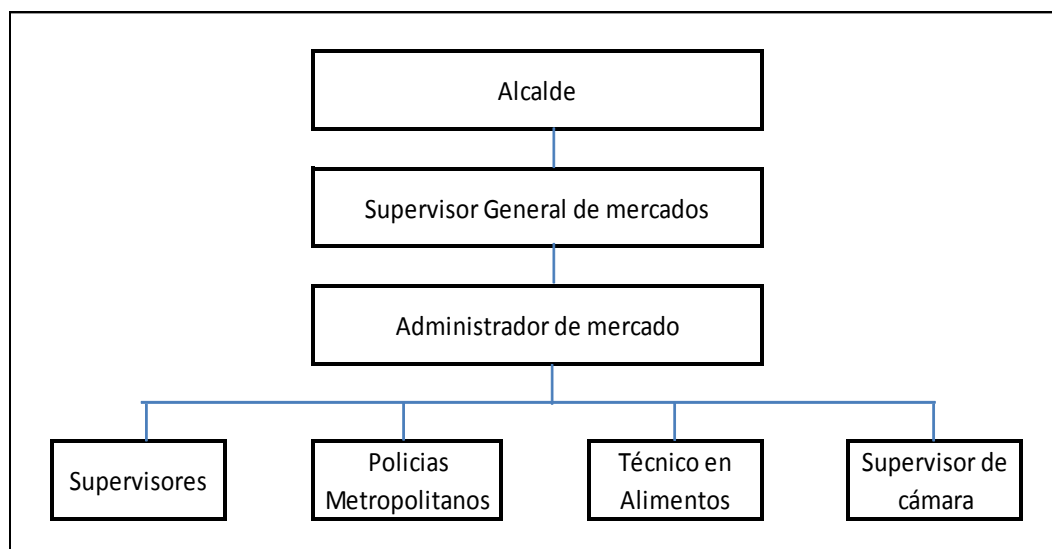 Alcalde
Supervisor General de mercados
Administrador de mercado
Supervisores
Policias
Metropolitanos
Técnico en
Alimentos
Supervisor de
cámara